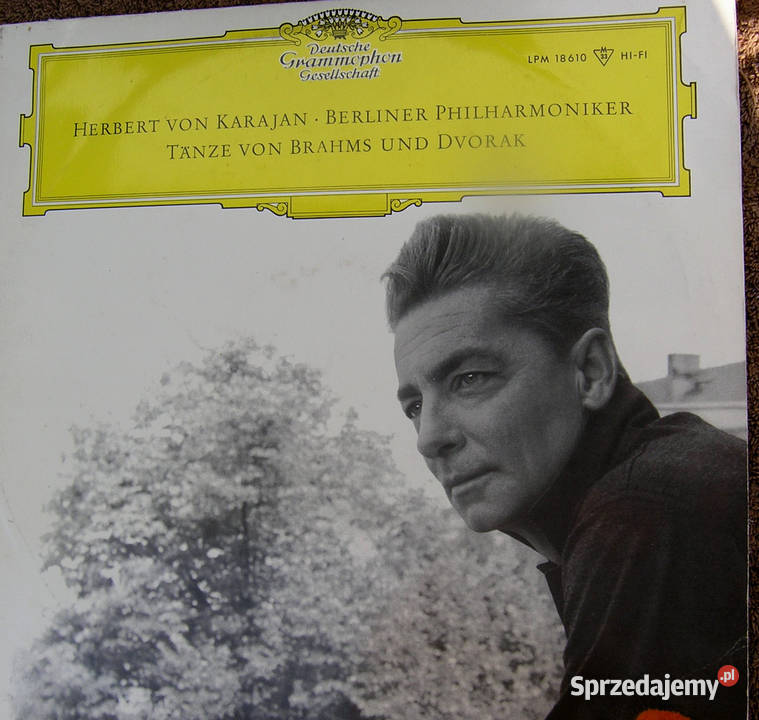 Deutsche
Grammophon
Gesellschaft
LPM 18610 M 33 HI-FI
HERBERT VON KARAJAN · BERLINER PHILHARMONIKER
TÄNZE VON BRAHMS UND DVORAK
Sprzedajemy.pl